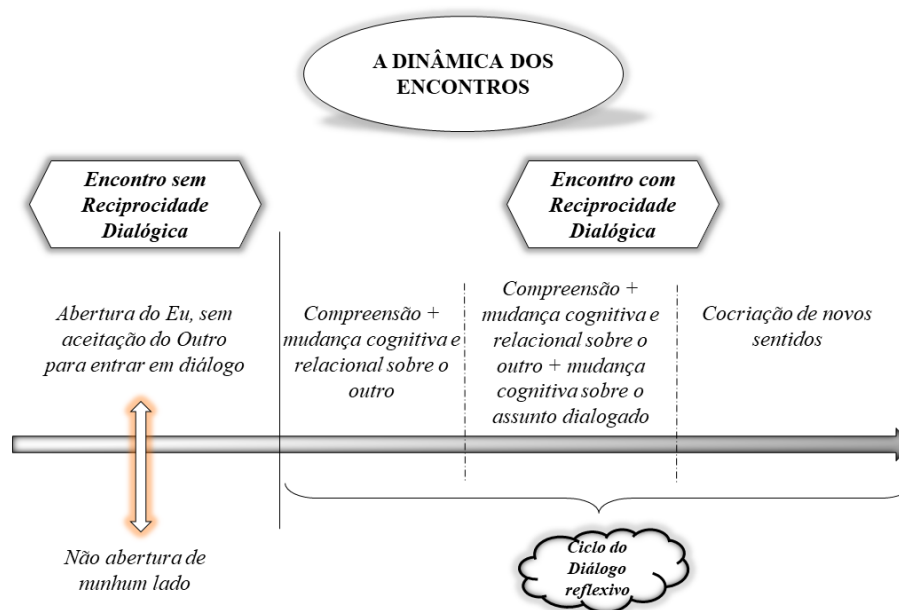 A DINÂMICA DOS
ENCONTROS
Encontro sem
Reciprocidade
Dialógica
Encontro com
Reciprocidade
Dialógica
Abertura do Eu, sem
aceitação do Outro
para entrar em diálogo
Compreensão +
mudança cognitiva e
relacional sobre o
outro
Compreensão +
mudança cognitiva e
relacional sobre o
outro + mudança
cognitiva sobre o
assunto dialogado
Cocriação de novos
sentidos
Não abertura de
nunhum lado
Ciclo do
Diálogo
reflexivo